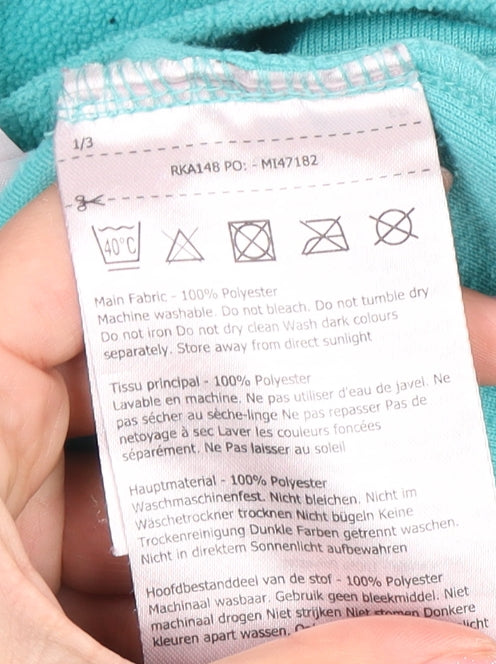 1/3
RKA148 PO: - MI47182
40°C
Main Fabric - 100% Polyester
Machine washable. Do not bleach. Do not tumble dry
Do not iron Do not dry clean Wash dark colours
separately. Store away from direct sunlight
Tissu principal - 100% Polyester
Lavable en machine. Ne pas utiliser d'eau de javel. Ne
pas sécher au sèche-linge Ne pas repasser Pas de
netoyage à sec Laver les couleurs foncées
séparément. Ne Pas laisser au soleil
Hauptmaterial - 100% Polyester
Waschmaschinenfest. Nicht bleichen. Nicht im
Wäschetrockner trocknen Nicht bügeln Keine
Trockenreinigung Dunkle Farben getrennt waschen.
Nicht in direktem Sonnenlicht aufbewahren
Hoofdbestanddeel van de stof - 100% Polyester
Machinaal wasbaar. Gebruik geen bleekmiddel. Niet
machinaal drogen Niet strijken Niet stomen Donkere
kleuren apart wassen.